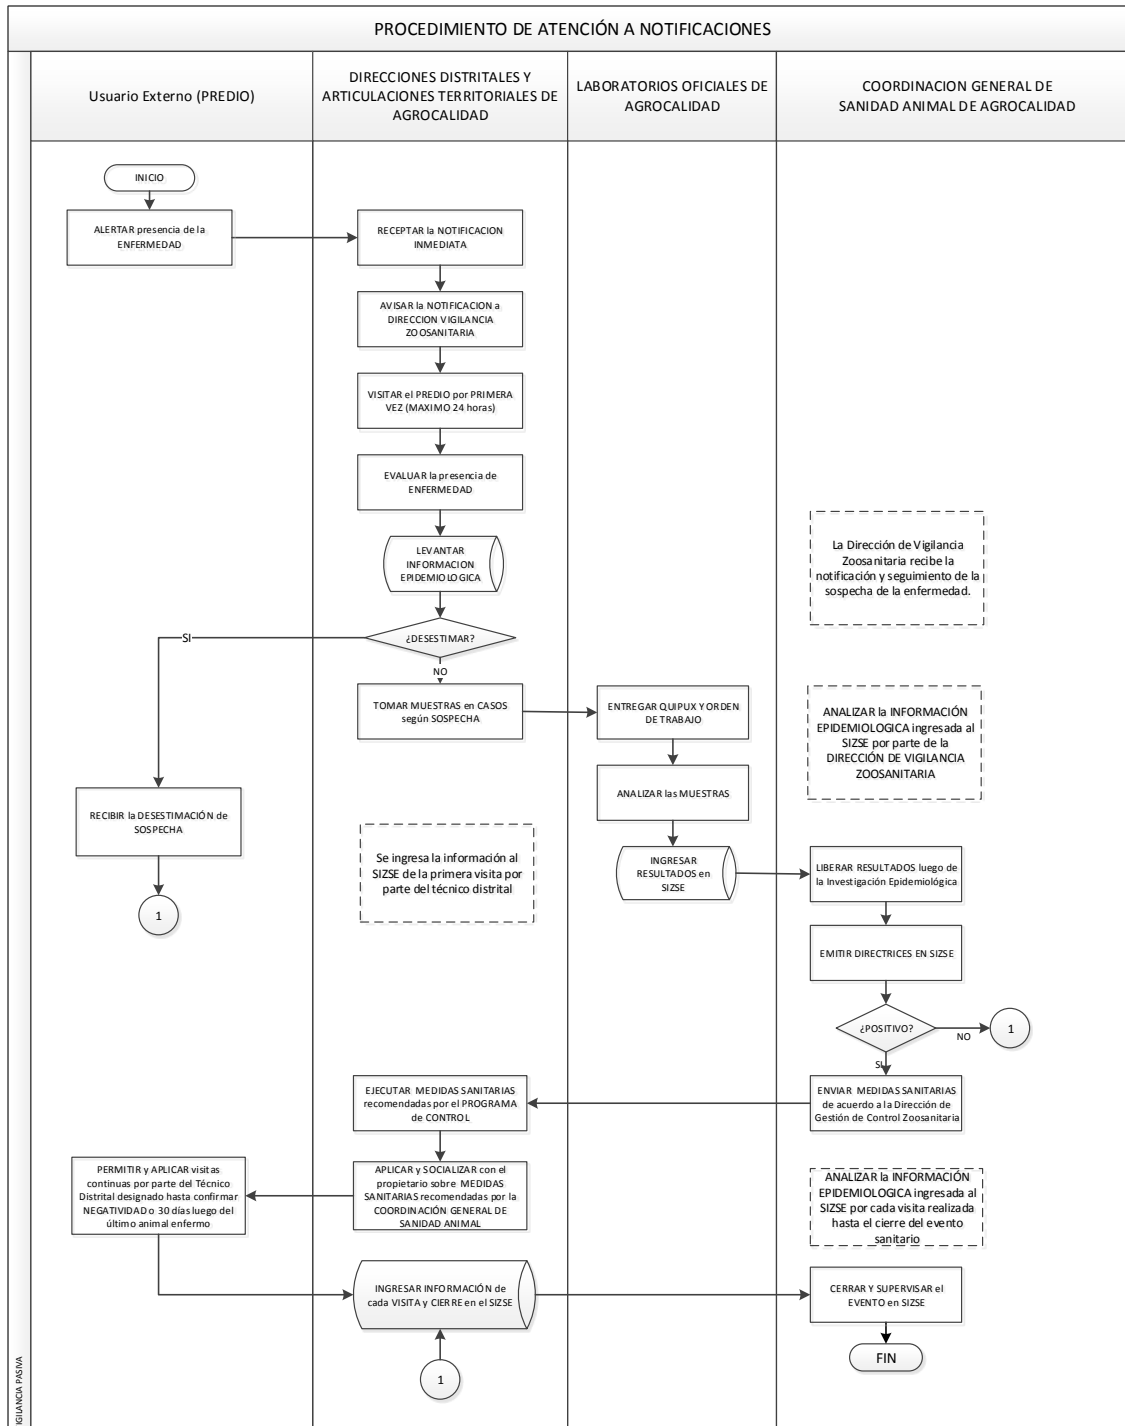 PROCEDIMIENTO DE ATENCIÓN A NOTIFICACIONES
Usuario Externo (PREDIO)
DIRECCIONES DISTRITALES Y
ARTICULACIONES TERRITORIALES DE
AGROCALIDAD
LABORATORIOS OFICIALES DE
AGROCALIDAD
COORDINACION GENERAL DE
SANIDAD ANIMAL DE AGROCALIDAD
INICIO
ALERTAR presencia de la
ENFERMEDAD
RECEPTAR la NOTIFICACION
INMEDIATA
AVISAR la NOTIFICACION a
DIRECCION VIGILANCIA
ZOOSANITARIA
VISITAR el PREDIO por PRIMERA
VEZ (MAXIMO 24 horas)
EVALUAR la presencia de
ENFERMEDAD
LEVANTAR
INFORMACION
EPIDEMIOLOGICA
La Dirección de Vigilancia
Zoosanitaria recibe la
notificación y seguimiento de la
sospecha de la enfermedad.
¿DESESTIMAR?
SI
NO
TOMAR MUESTRAS en CASOS
según SOSPECHA
ENTREGAR QUIPUX Y ORDEN
DE TRABAJO
ANALIZAR la INFORMACIÓN
EPIDEMIOLOGICA ingresada al
SIZSE por parte de la
DIRECCIÓN DE VIGILANCIA
ZOOSANITARIA
ANALIZAR las MUESTRAS
RECIBIR la DESESTIMACIÓN de
SOSPECHA
Se ingresa la información al
SIZSE de la primera visita por
parte del técnico distrital
INGRESAR
RESULTADOS en
SIZSE
LIBERAR RESULTADOS luego de
la Investigación Epidemiológica
1
EMITIR DIRECTRICES EN SIZSE
¿POSITIVO?
NO
1
SI
ENVIAR MEDIDAS SANITARIAS
de acuerdo a la Dirección de
Gestión de Control Zoosanitaria
EJECUTAR MEDIDAS SANITARIAS
recomendadas por el PROGRAMA
de CONTROL
APLICAR y SOCIALIZAR con el
propietario sobre MEDIDAS
SANITARIAS recomendadas por la
COORDINACIÓN GENERAL DE
SANIDAD ANIMAL
PERMITIR y APLICAR visitas
continuas por parte del Técnico
Distrital designado hasta confirmar
NEGATIVIDAD o 30 días luego del
último animal enfermo
ANALIZAR la INFORMACIÓN
EPIDEMIOLOGICA ingresada al
SIZSE por cada visita realizada
hasta el cierre del evento
sanitario
INGRESAR INFORMACIÓN de
cada VISITA y CIERRE en el SIZSE
CERRAR Y SUPERVISAR el
EVENTO en SIZSE
FIN
1
IGILANCIA PASIVA